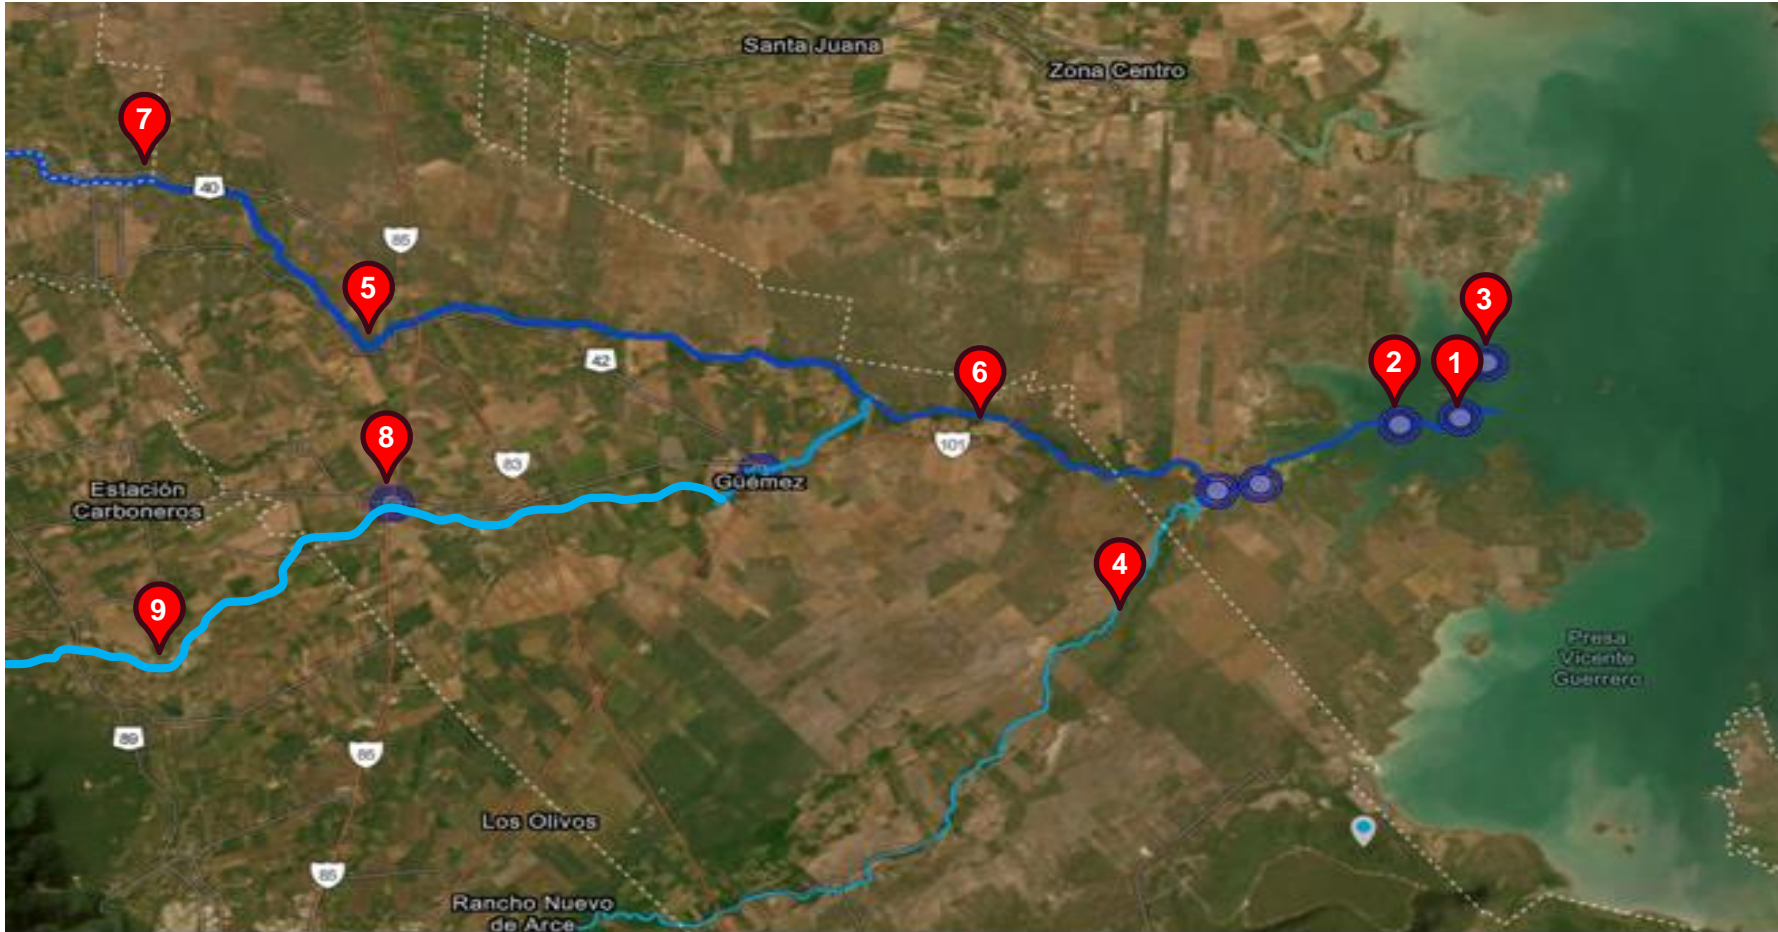 Santa Juana
Zona Centro
7
40
85
5
3
42
6
2
1
8
101
83
Güemez
Estación
Carboneros
4
9
Presa
Vicente
Guerrero
89
85
Los Olivos
85
Rancho Nuevo
de Arce